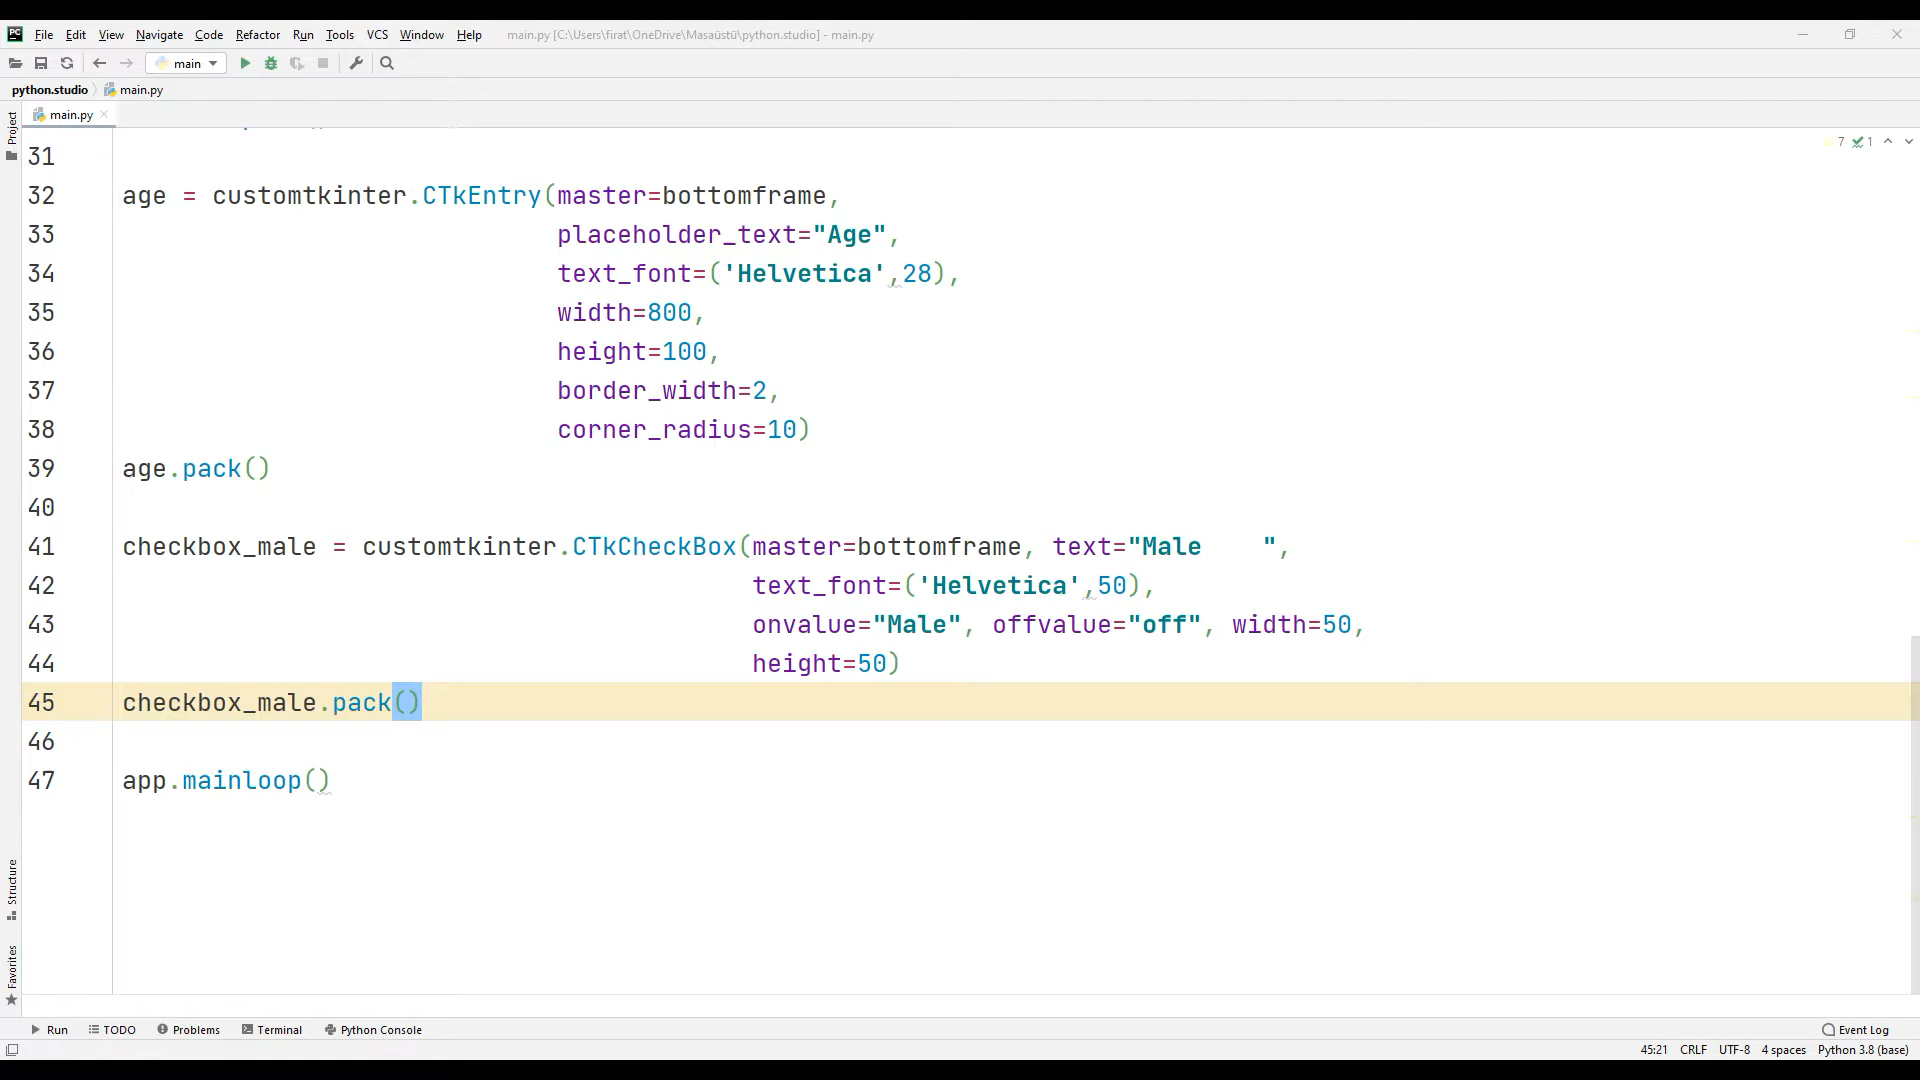 File Edit View Navigate Code Refactor Run Tools VCS Window Help main.py [C:\Users\firat\OneDrive\Masaüstü\python.studio] - main.py
main
python.studio main.py
main.py
Project
7 1
31
32 age = customtkinter.CTkEntry(master=bottomframe,
33 placeholder_text="Age",
34 text_font=('Helvetica',28),
35 width=800,
36 height=100,
37 border_width=2,
38 corner_radius=10)
39 age.pack()
40
41 checkbox_male = customtkinter.CTkCheckBox(master=bottomframe, text="Male    ",
42 text_font=('Helvetica',50),
43 onvalue="Male", offvalue="off", width=50,
44 height=50)
45 checkbox_male.pack()
46
47 app.mainloop()
Structure
Favorites
Run TODO Problems Terminal Python Console Event Log
45:21 CRLF UTF-8 4 spaces Python 3.8 (base)